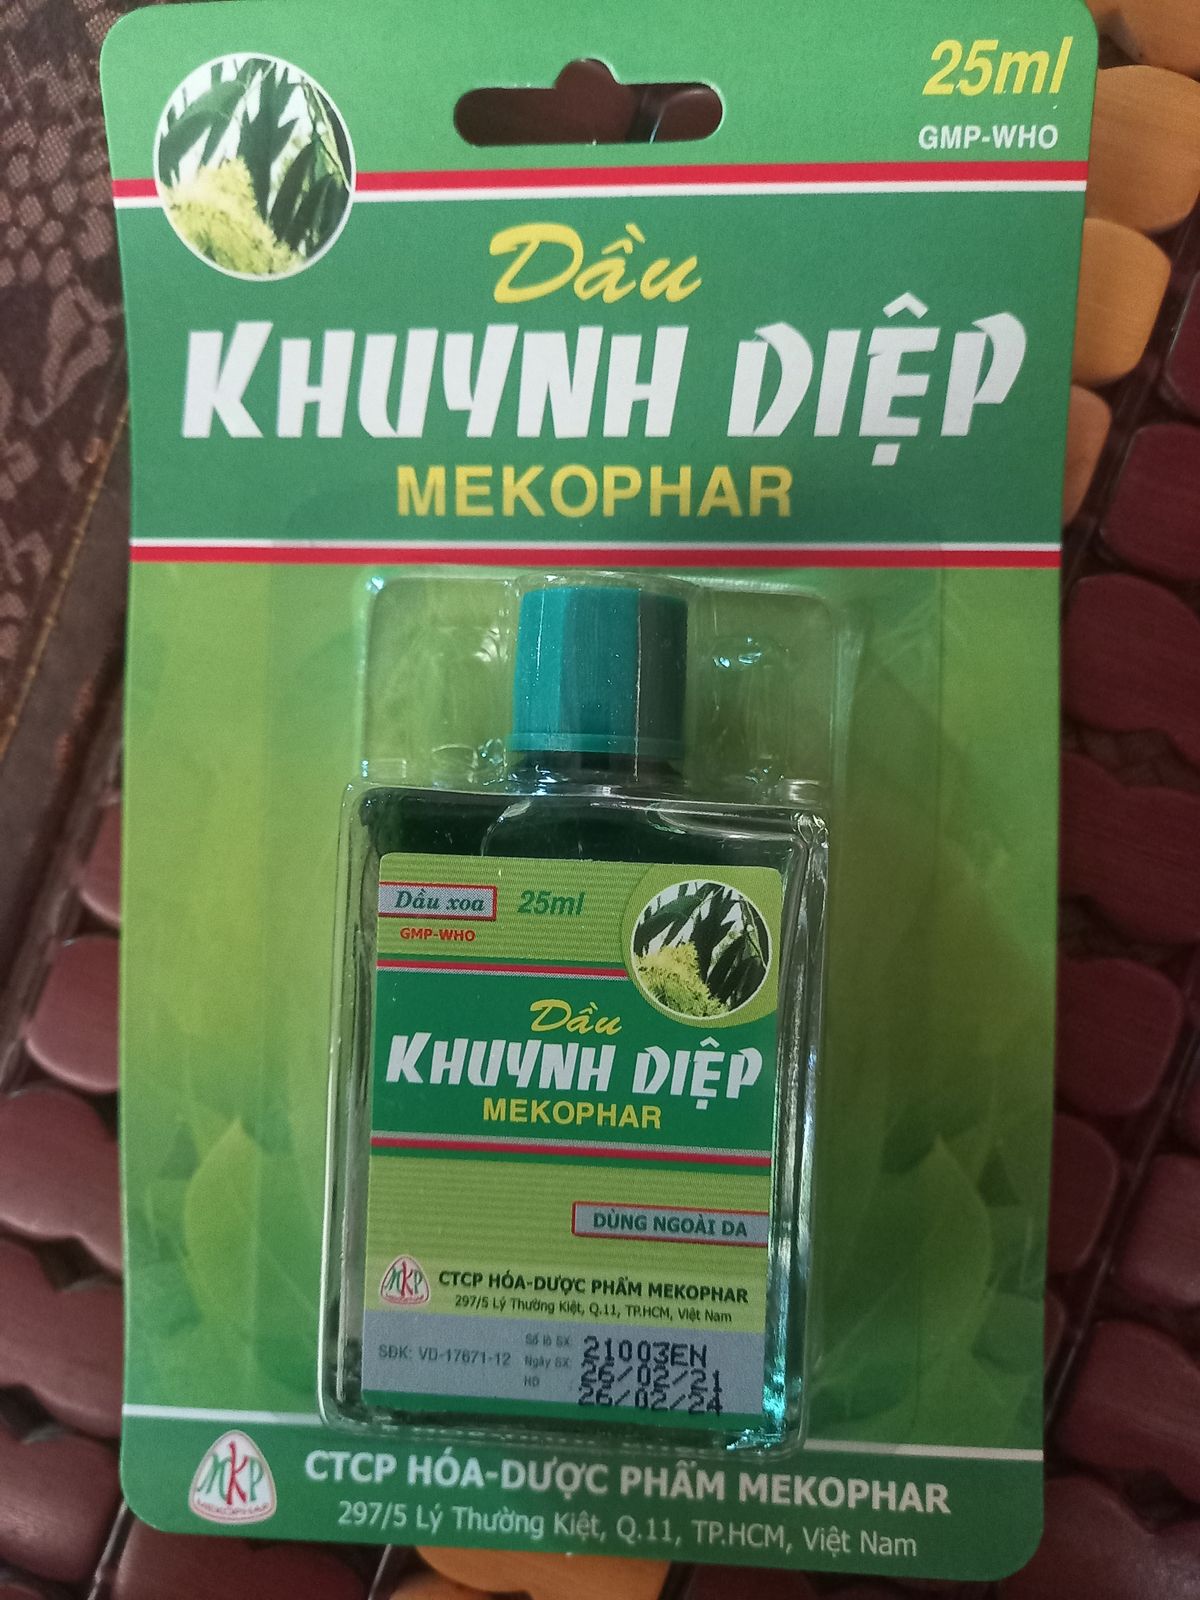 25ml
GMP-WHO
Dầu
KHUYNH DIỆP
MEKOPHAR
Dầu xoa 25ml
GMP-WHO
Dầu
KHUYNH DIỆP
MEKOPHAR
DÙNG NGOÀI DA
MKP
CTCP HÓA-DƯỢC PHẨM MEKOPHAR
297/5 Lý Thường Kiệt, Q.11, TP.HCM, Việt Nam
SĐK: VD-17671-12
Số lô SX: 21003EN
Ngày SX: 26/02/21
HD 26/02/24
MKP
MEKOPHAR
CTCP HÓA-DƯỢC PHẨM MEKOPHAR
297/5 Lý Thường Kiệt, Q.11, TP.HCM, Việt Nam